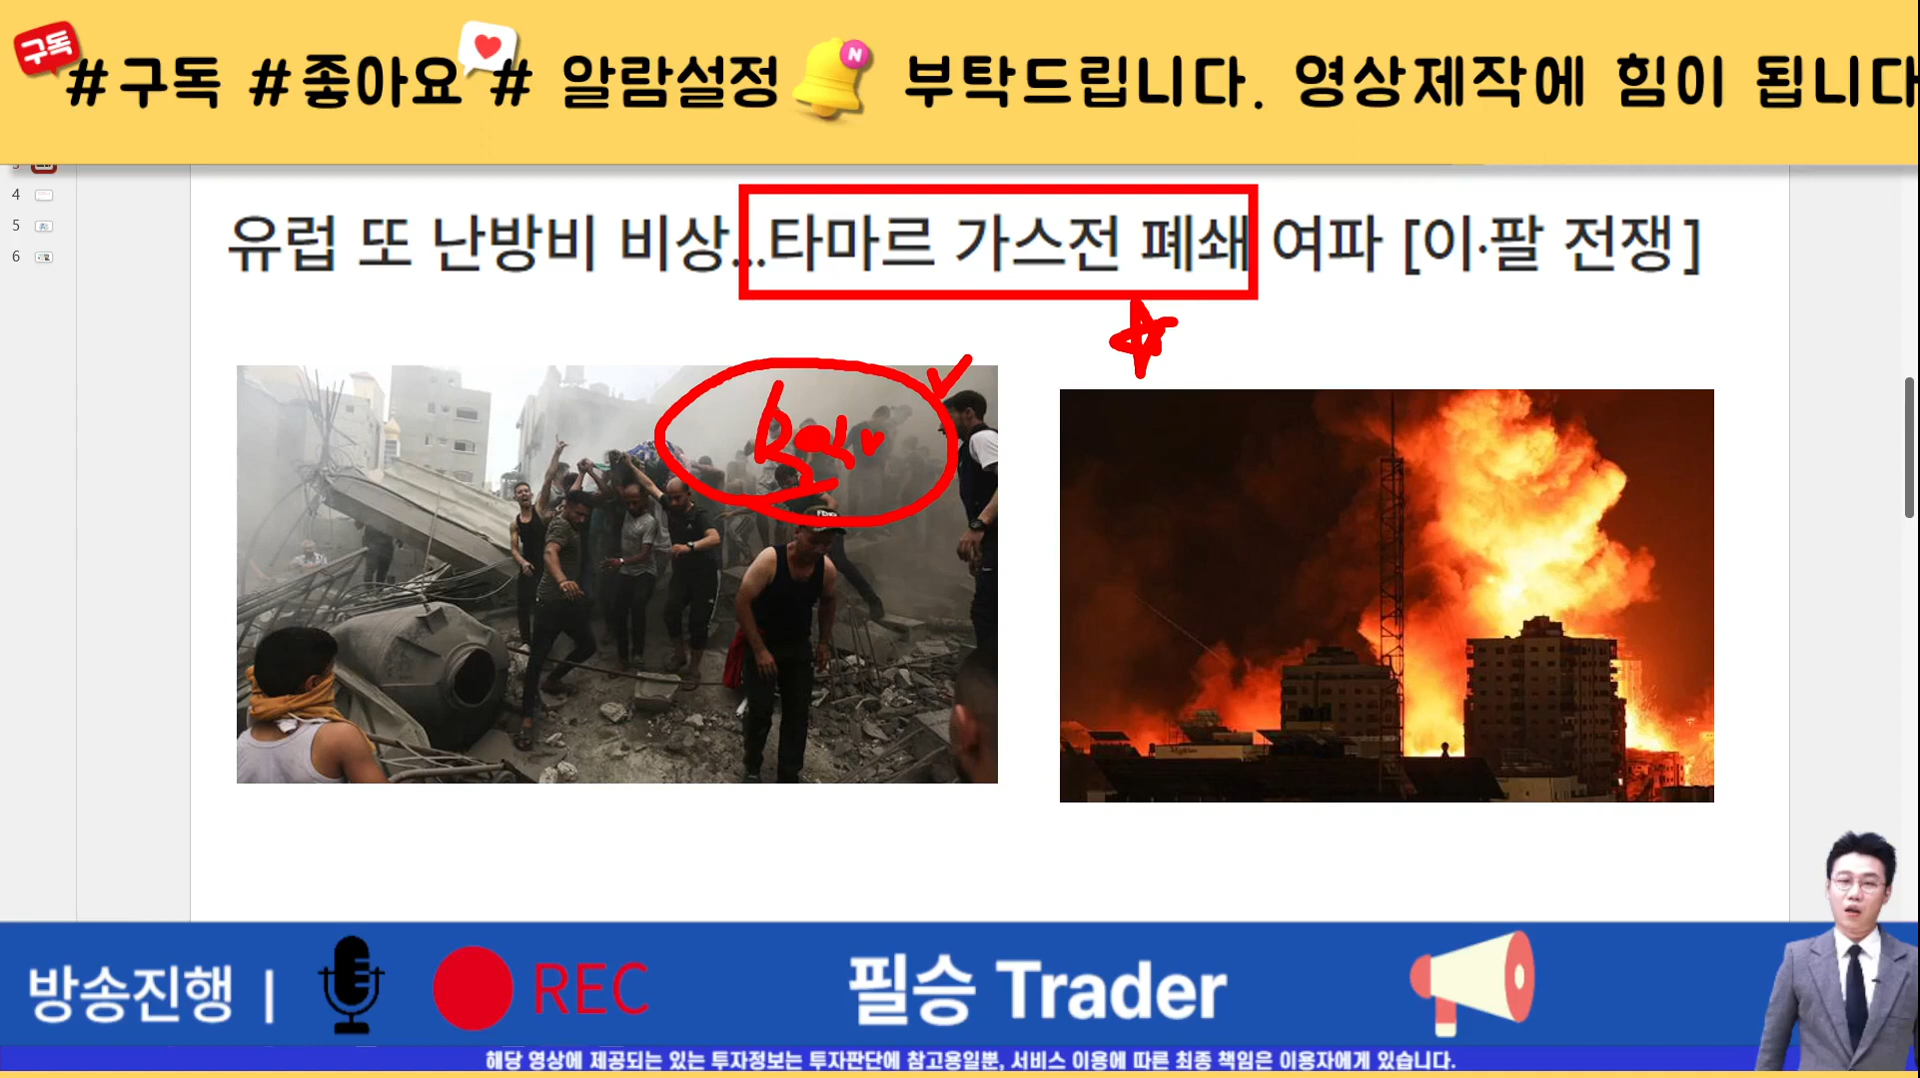 구독
#구독 #좋아요 # 알람설정 N 부탁드립니다. 영상제작에 힘이 됩니다
4
5
6
유럽 또 난방비 비상...타마르 가스전 폐쇄 여파 [이·팔 전쟁]
방송진행 | REC 필승 Trader
해당 영상에 제공되는 있는 투자정보는 투자판단에 참고용일뿐, 서비스 이용에 따른 최종 책임은 이용자에게 있습니다.